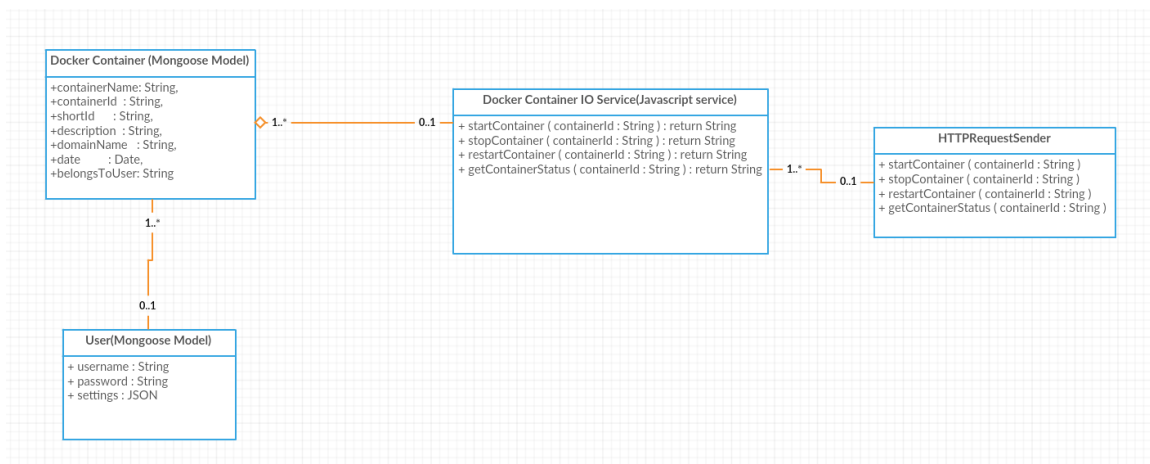 Docker Container (Mongoose Model)
+containerName: String,
+containerId : String,
+shortId : String,
+description : String,
+domainName : String,
+date : Date,
+belongsToUser: String
1..*
0..1
Docker Container IO Service(Javascript service)
+ startContainer ( containerId : String ) : return String
+ stopContainer ( containerId : String ) : return String
+ restartContainer ( containerId : String ) : return String
+ getContainerStatus ( containerId : String ) : return String
1..*
0..1
HTTPRequestSender
+ startContainer ( containerId : String )
+ stopContainer ( containerId : String )
+ restartContainer ( containerId : String )
+ getContainerStatus ( containerId : String )
1..*
0..1
User(Mongoose Model)
+ username : String
+ password : String
+ settings : JSON